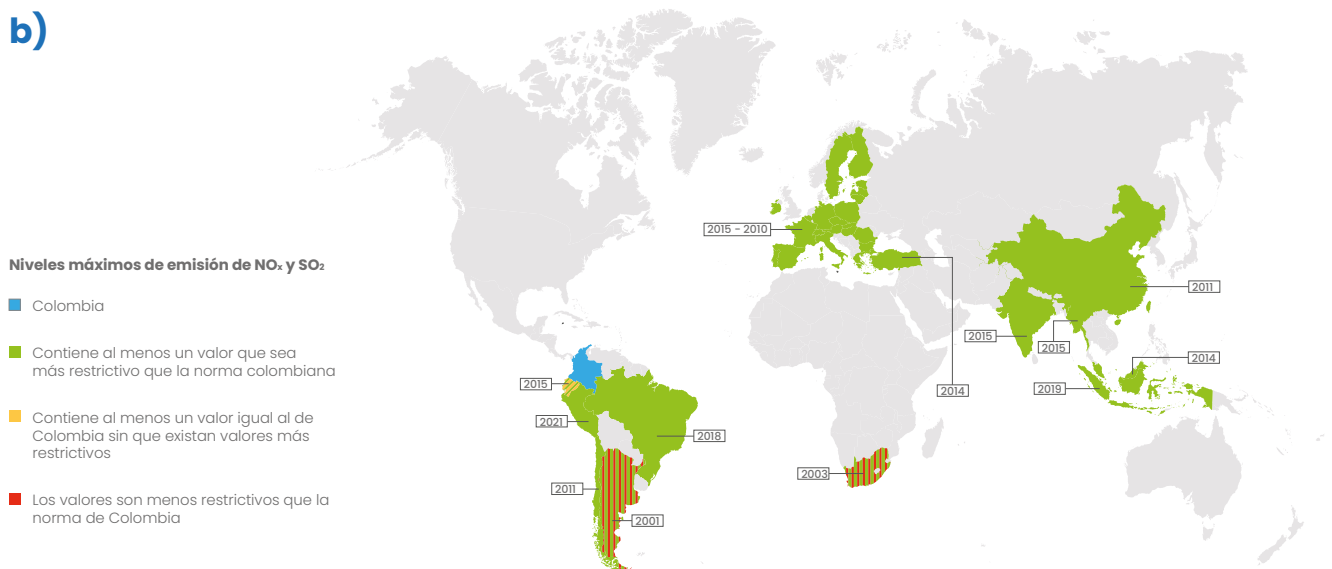 b)
Niveles máximos de emisión de NOₓ y SO₂
Colombia
Contiene al menos un valor que sea
más restrictivo que la norma colombiana
Contiene al menos un valor igual al de
Colombia sin que existan valores más
restrictivos
Los valores son menos restrictivos que la
norma de Colombia
2015 - 2010
2011
2015
2015
2014
2014
2019
2015
2021
2018
2003
2011
2001